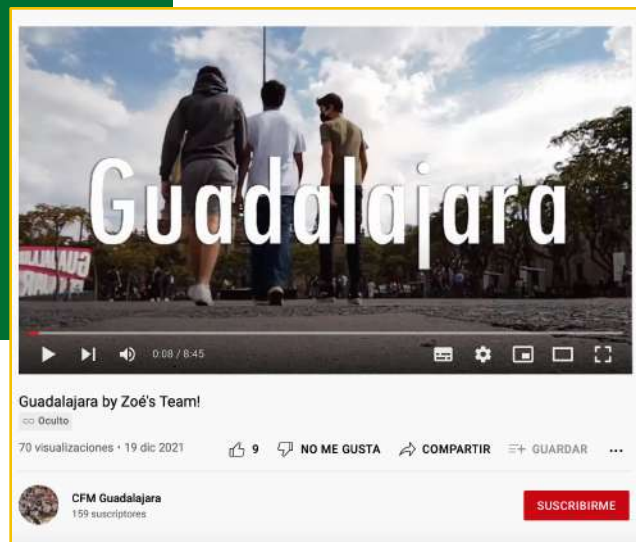 Guadalajara
0:08 / 8:45
Guadalajara by Zoé's Team!
Oculto
70 visualizaciones • 19 dic 2021
9 NO ME GUSTA COMPARTIR GUARDAR
CFM Guadalajara
159 suscriptores
SUSCRIBIRME